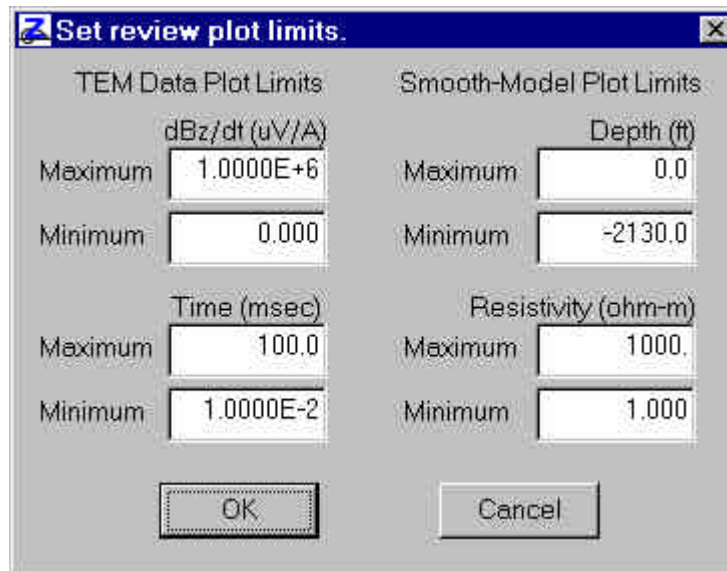 Set review plot limits.
TEM Data Plot Limits Smooth-Model Plot Limits
dBz/dt (uV/A) Depth (ft)
Maximum 1.0000E+6 Maximum 0.0
Minimum 0.000 Minimum -2130.0
Time (msec) Resistivity (ohm-m)
Maximum 100.0 Maximum 1000.
Minimum 1.0000E-2 Minimum 1.000
OK Cancel